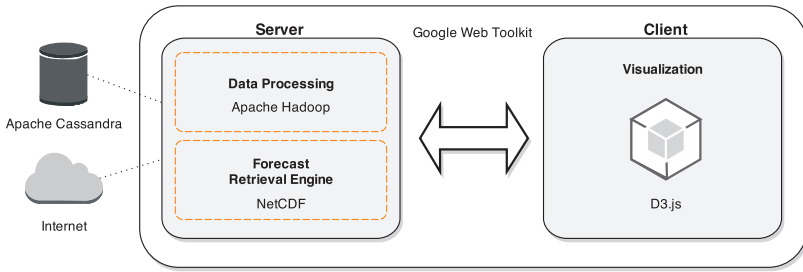 Server
Google Web Toolkit
Client
Data Processing
Apache Hadoop
Forecast
Retrieval Engine
NetCDF
Visualization
D3.js
Apache Cassandra
Internet